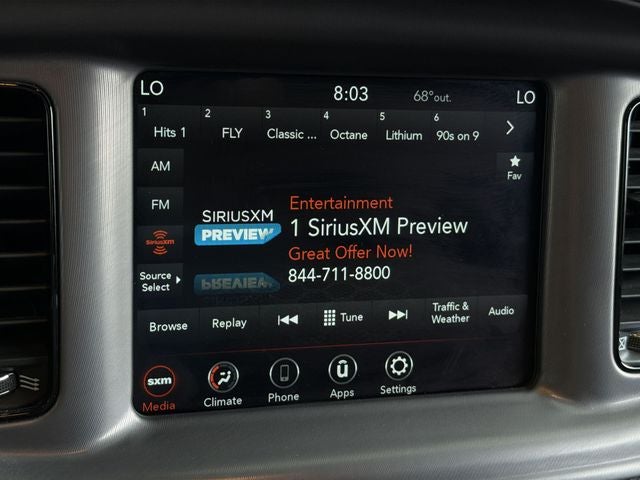 LO 8:03 68°out. LO
1 Hits 1 2 FLY 3 Classic ... 4 Octane 5 Lithium 6 90s on 9
AM
Fav
FM
Entertainment
SIRIUSXM
PREVIEW
1 SiriusXM Preview
SiriusXM
Great Offer Now!
Source
Select
844-711-8800
Browse Replay Tune Traffic &
Weather Audio
sxm
Media Climate Phone Apps Settings